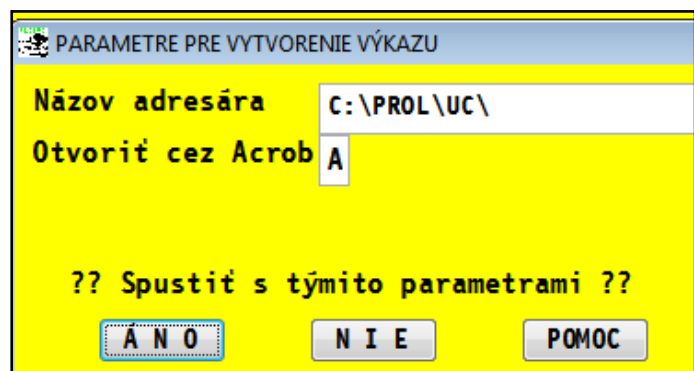 PARAMETRE PRE VYTVORENIE VÝKAZU
Názov adresára C:\PROL\UC\
Otvoriť cez Acrob A
?? Spustiť s týmito parametrami ??
Á N O N I E POMOC